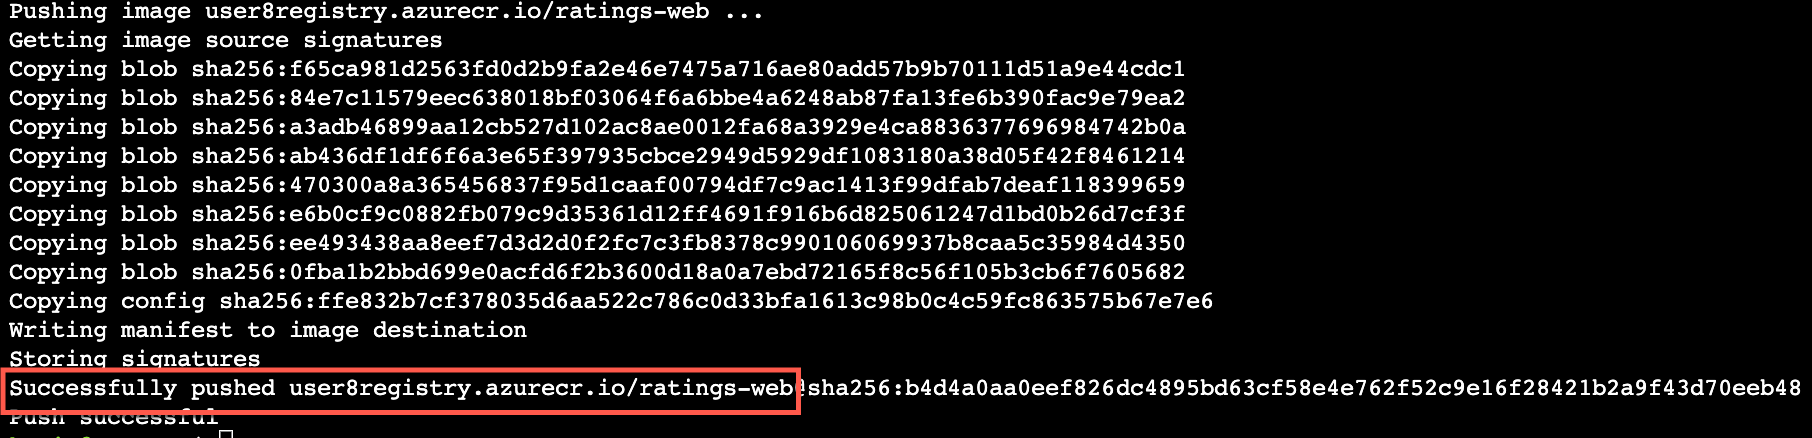 Pushing image user8registry.azurecr.io/ratings-web ...
Getting image source signatures
Copying blob sha256:f65ca981d2563fd0d2b9fa2e46e7475a716ae80add57b9b70111d51a9e44cdc1
Copying blob sha256:84e7c11579eec638018bf03064f6a6bbe4a6248ab87fa13fe6b390fac9e79ea2
Copying blob sha256:a3adb46899aa12cb527d102ac8ae0012fa68a3929e4ca8836377696984742b0a
Copying blob sha256:ab436df1df6f6a3e65f397935cbce2949d5929df1083180a38d05f42f8461214
Copying blob sha256:470300a8a365456837f95d1caaf00794df7c9ac1413f99dfab7deaf118399659
Copying blob sha256:e6b0cf9c0882fb079c9d35361d12ff4691f916b6d825061247d1bd0b26d7cf3f
Copying blob sha256:ee493438aa8eef7d3d2d0f2fc7c3fb8378c990106069937b8caa5c35984d4350
Copying blob sha256:0fba1b2bbd699e0acfd6f2b3600d18a0a7ebd72165f8c56f105b3cb6f7605682
Copying config sha256:ffe832b7cf378035d6aa522c786c0d33bfa1613c98b0c4c59fc863575b67e7e6
Writing manifest to image destination
Storing signatures
Successfully pushed user8registry.azurecr.io/ratings-web@sha256:b4d4a0aa0eef826dc4895bd63cf58e4e762f52c9e16f28421b2a9f43d70eeb48
Push successful